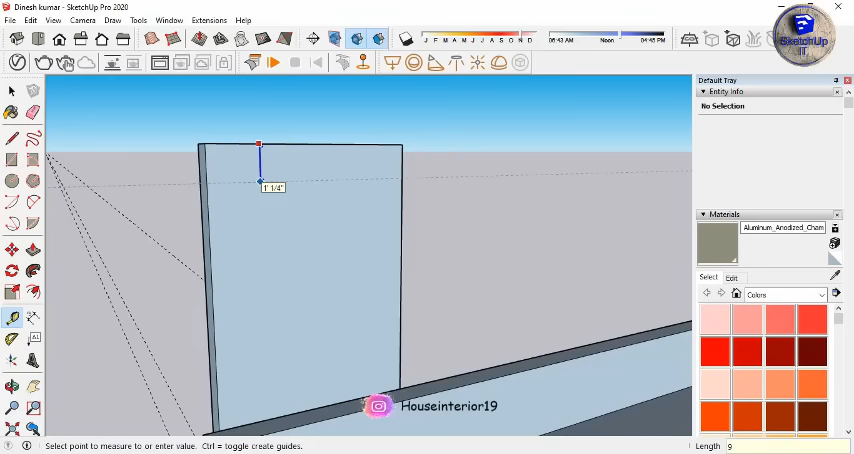 Dinesh kumar - SketchUp Pro 2020
File Edit View Camera Draw Tools Window Extensions Help
J F M A M J J A S O N D
06:43 AM Noon 04:45 PM
SketchUp
Default Tray
Entity Info
No Selection
Materials
Aluminum_Anodized_Cham
Select Edit
Colors
1' 1/4"
A1
Houseinterior19
Select point to measure to or enter value. Ctrl = toggle create guides.
Length 9